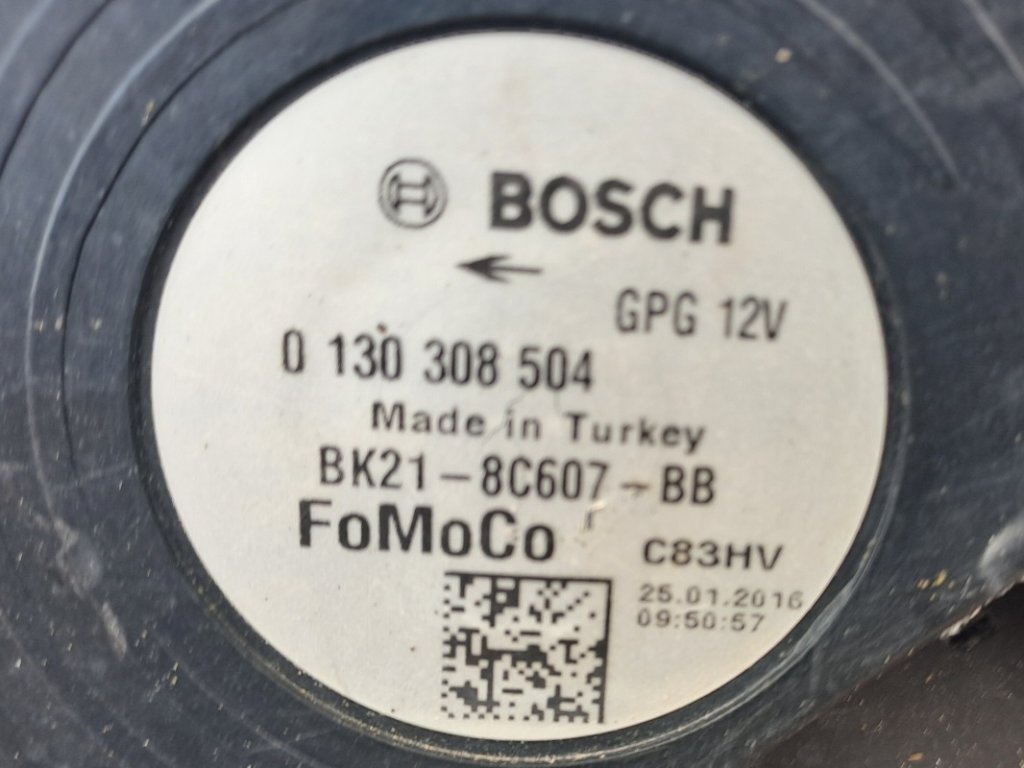 BOSCH
GPG 12V
0 130 308 504
Made in Turkey
BK21-8C607-BB
FoMoCo
C83HV
25.01.2016
09:50:57